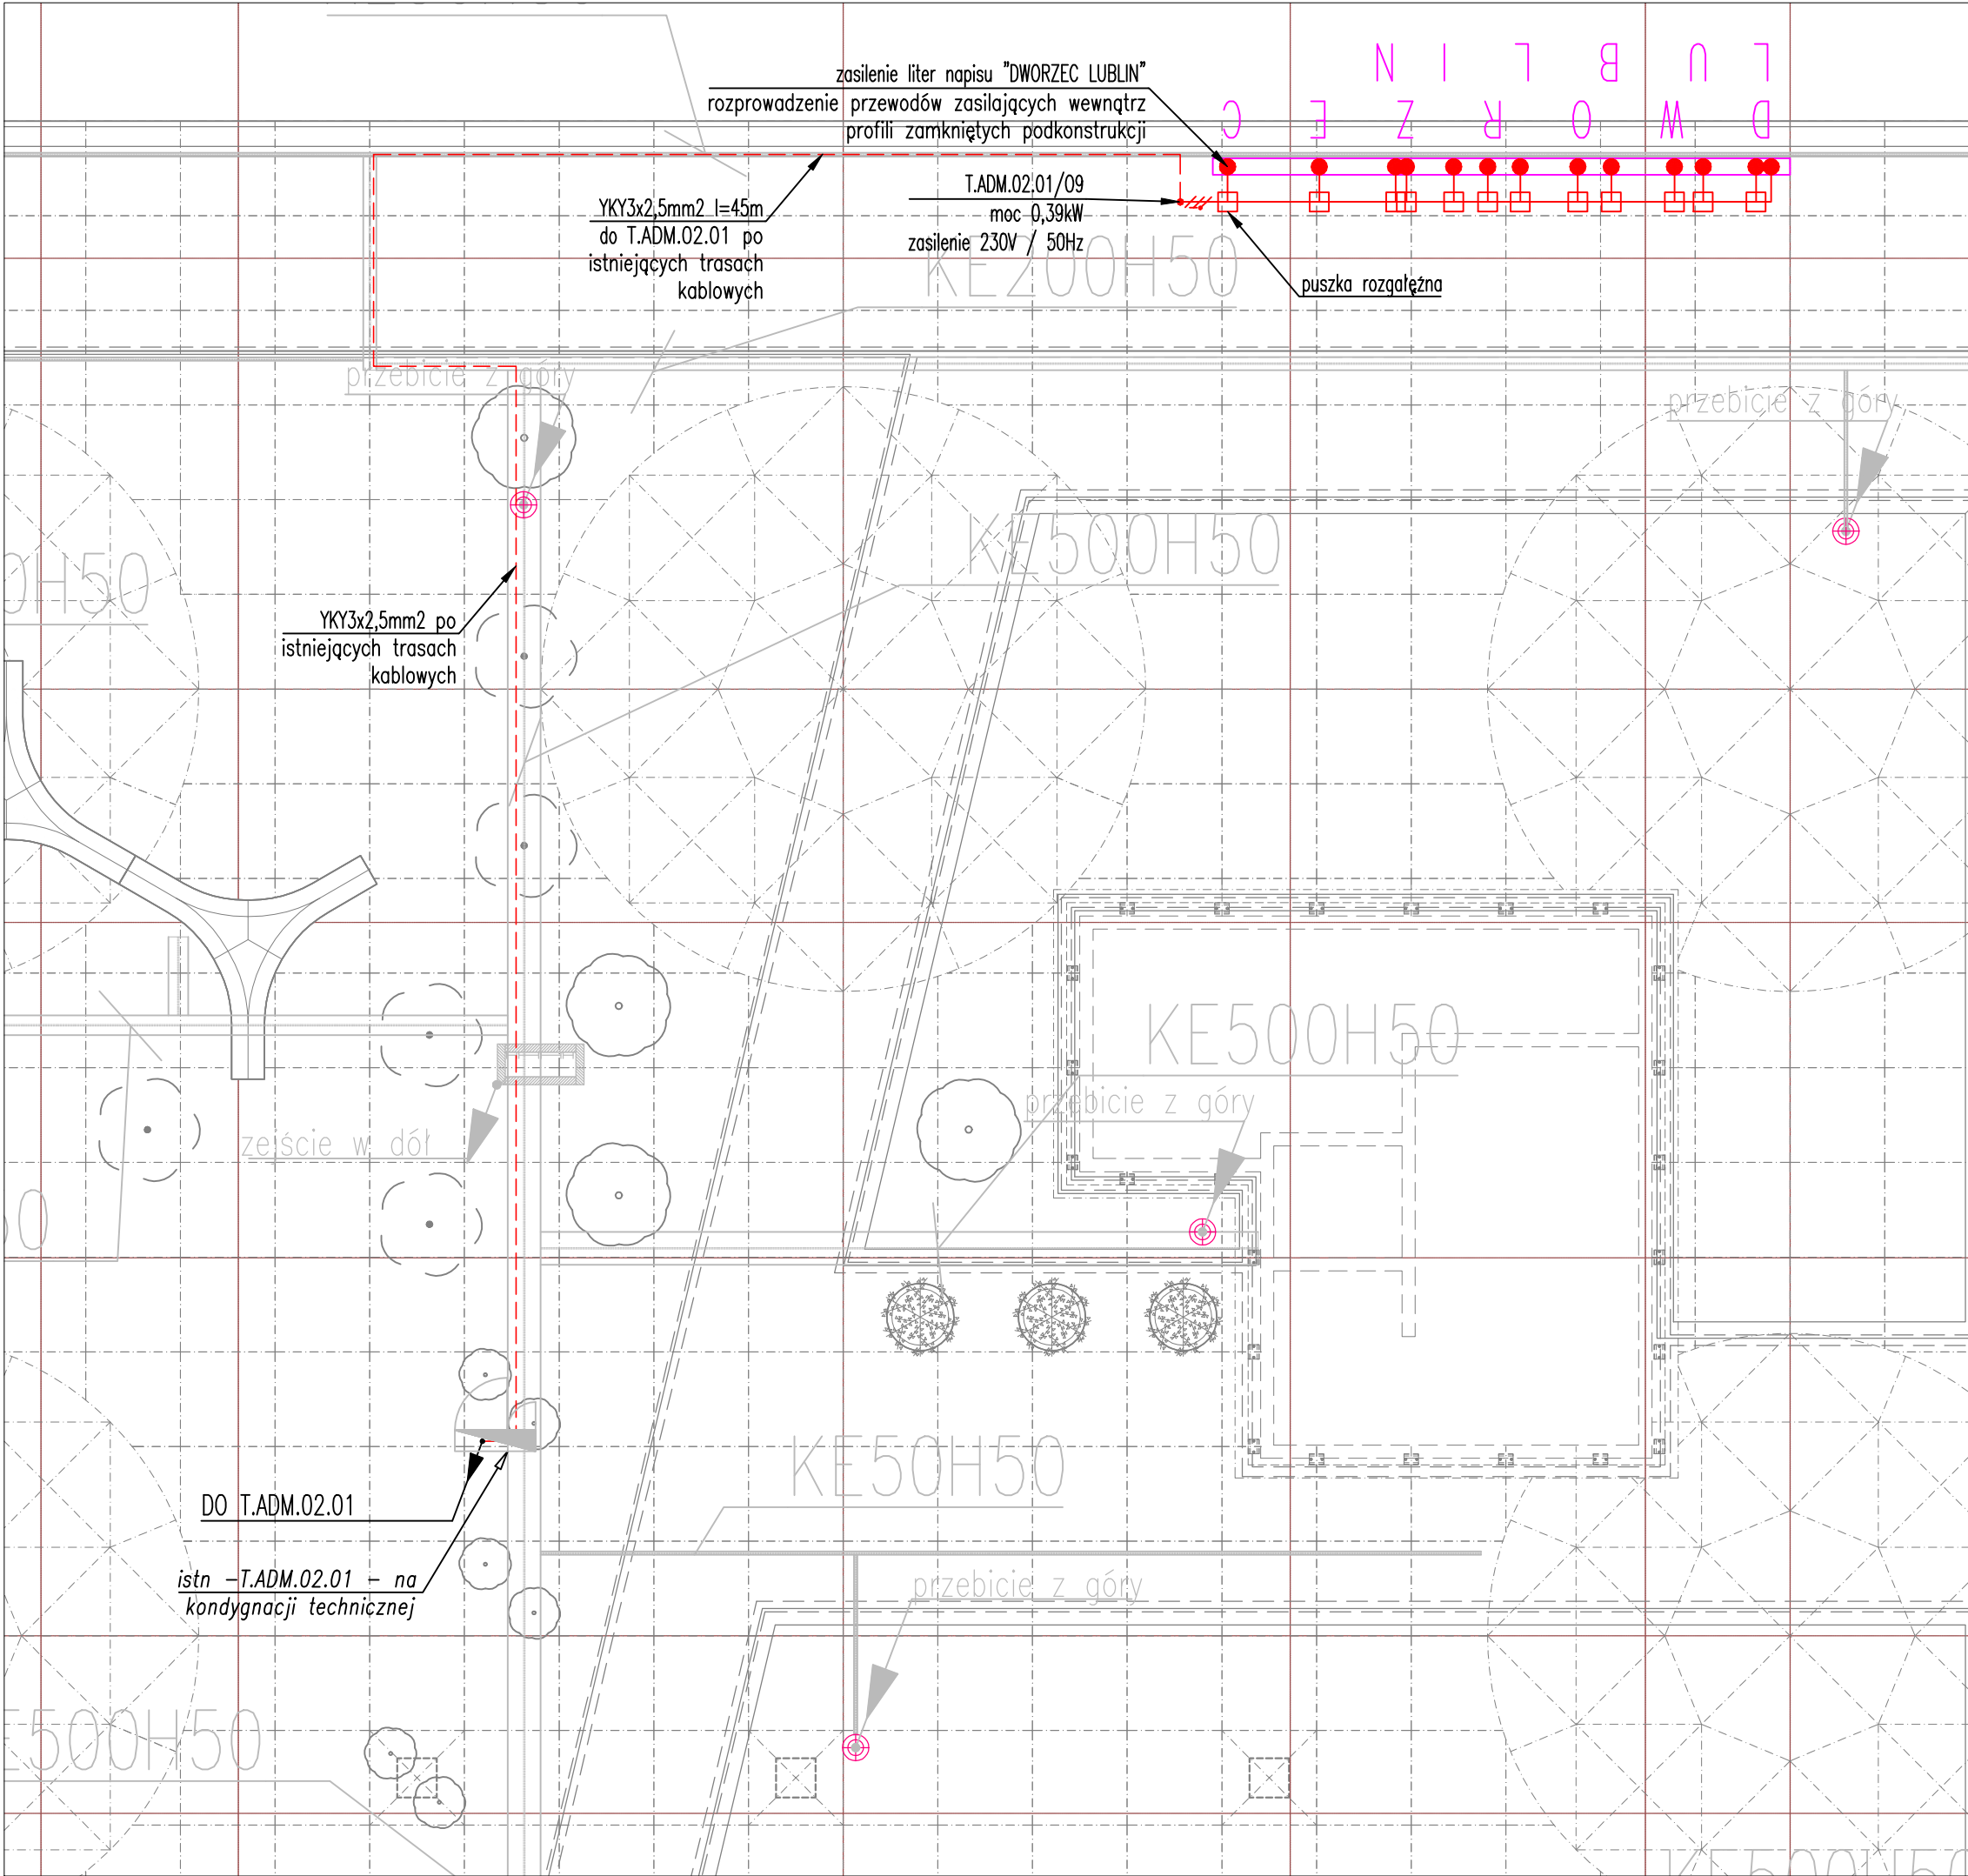 LUBLIN
DWORZEC
zasilenie liter napisu "DWORZEC LUBLIN"
rozprowadzenie przewodów zasilających wewnątrz
profili zamkniętych podkonstrukcji
T.ADM.02.01/09
moc 0,39kW
zasilenie 230V / 50Hz
YKY3x2,5mm2 l=45m
do T.ADM.02.01 po
istniejących trasach
kablowych
KE200H50
puszka rozgałęźna
przebicie z góry
przebicie z góry
KE500H50
0H50
YKY3x2,5mm2 po
istniejących trasach
kablowych
KE500H50
przebicie z góry
zejście w dół
KE50H50
DO T.ADM.02.01
istn -T.ADM.02.01 - na
kondygnacji technicznej
przebicie z góry
E500H50